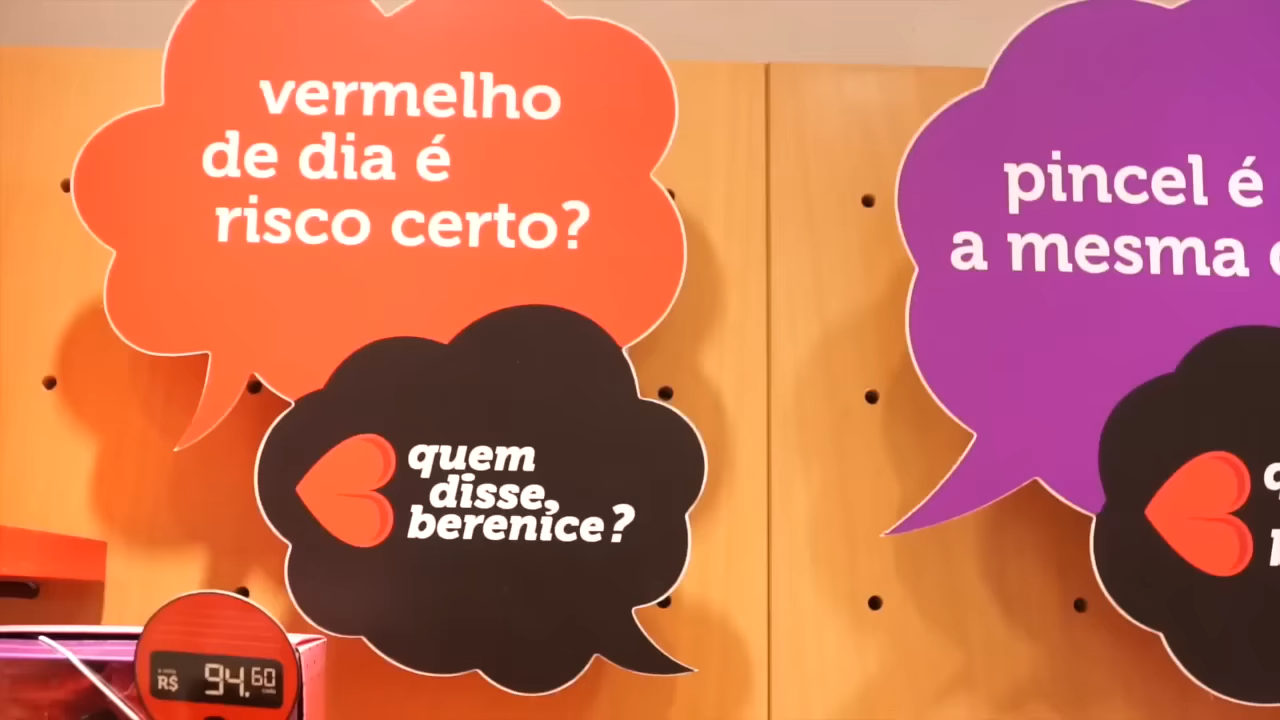 vermelho
de dia é
risco certo?
quem
disse,
berenice?
pincel é
a mesma
R$ 94,60